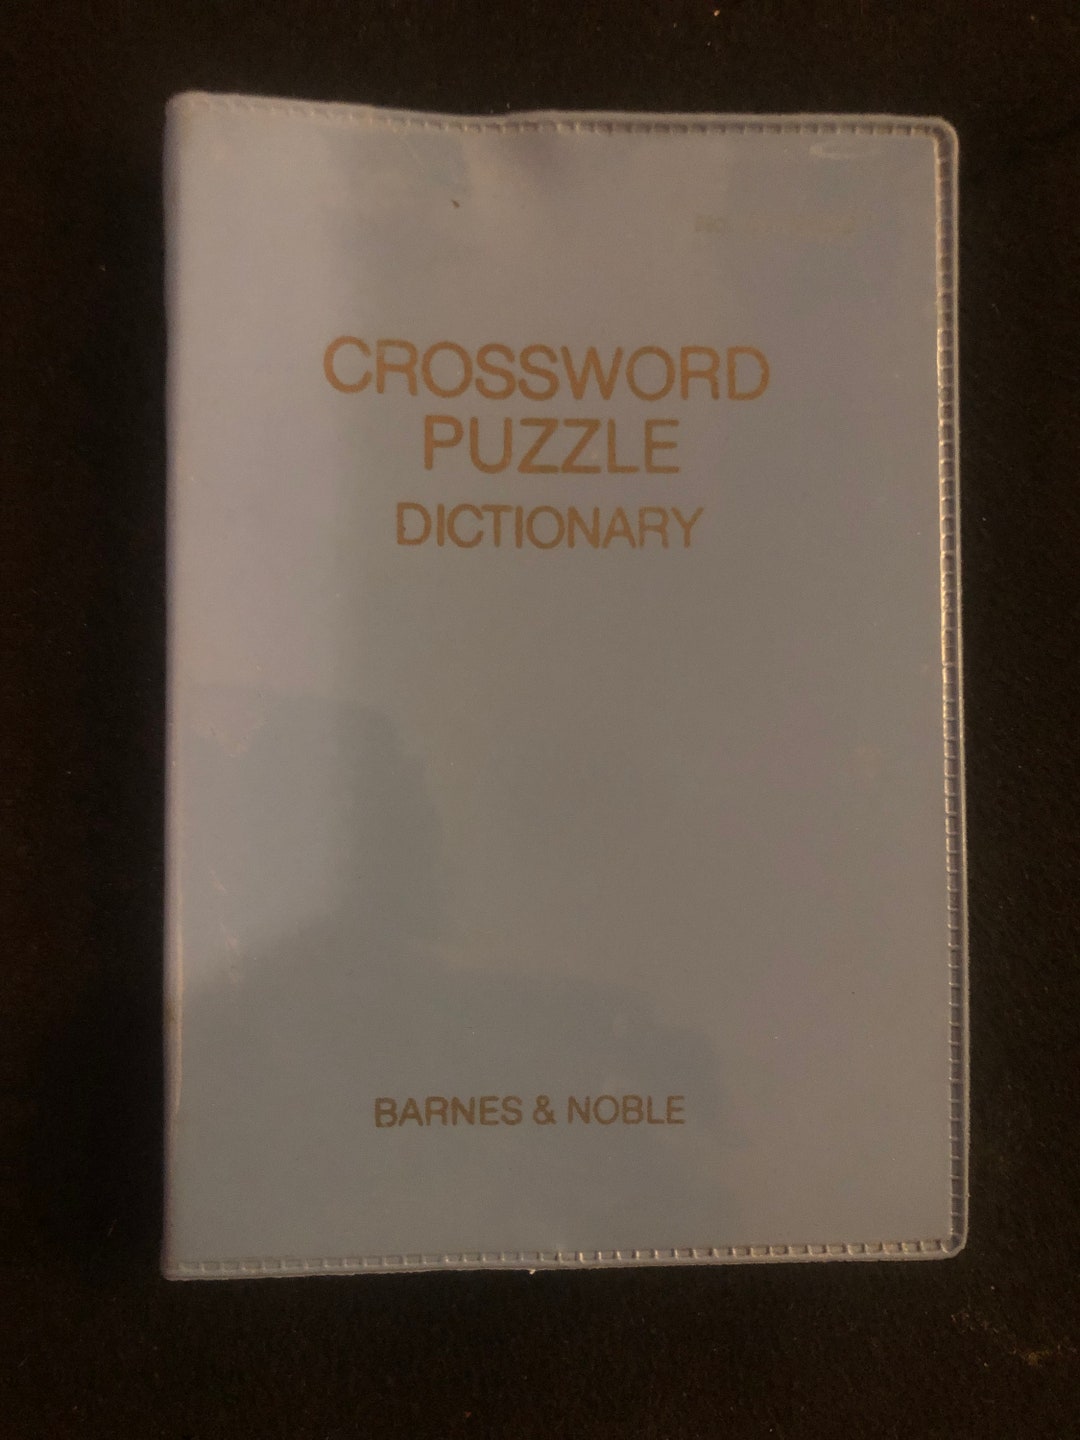 CROSSWORD
PUZZLE
DICTIONARY
BARNES & NOBLE